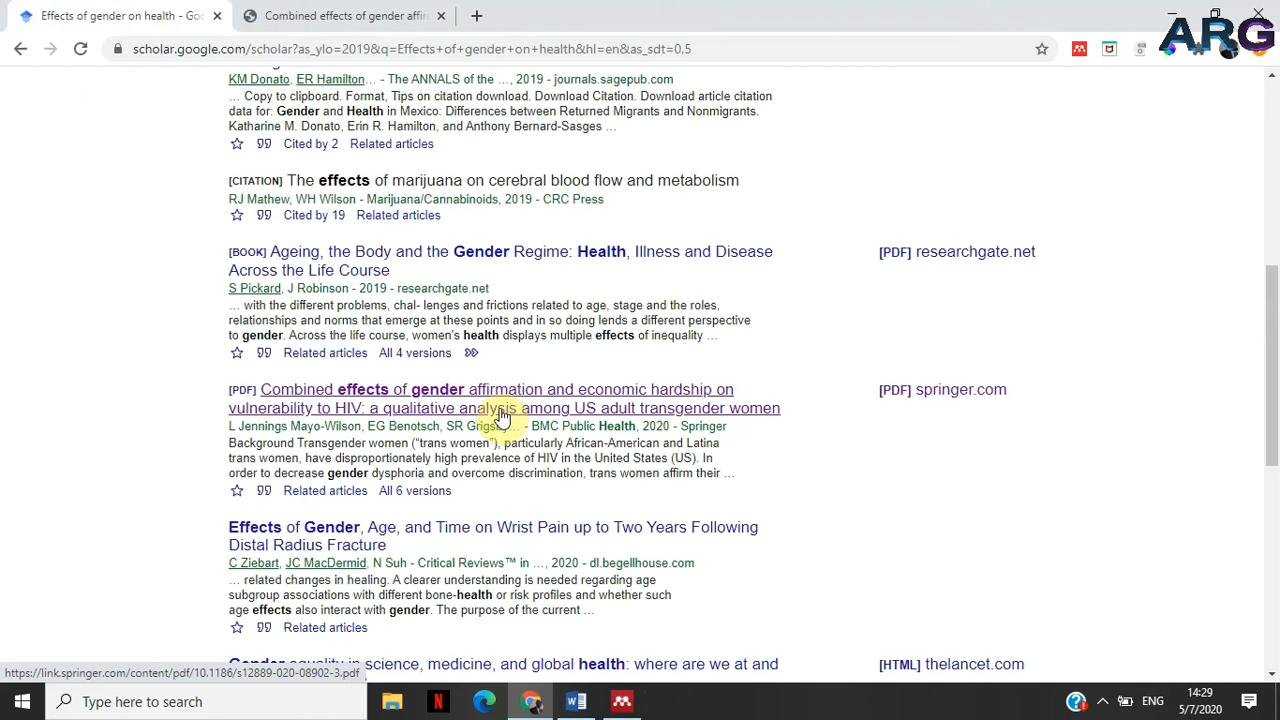 Effects of gender on health - Goo
Combined effects of gender affir
ARG
scholar.google.com/scholar?as_ylo=2019&q=Effects+of+gender+on+health&hl=en&as_sdt=0,5
KM Donato, ER Hamilton… - The ANNALS of the …, 2019 - journals.sagepub.com
… Copy to clipboard. Format, Tips on citation download. Download Citation. Download article citation
data for: Gender and Health in Mexico: Differences between Returned Migrants and Nonmigrants.
Katharine M. Donato, Erin R. Hamilton, and Anthony Bernard-Sasges …
Cited by 2 Related articles
[CITATION] The effects of marijuana on cerebral blood flow and metabolism
RJ Mathew, WH Wilson - Marijuana/Cannabinoids, 2019 - CRC Press
Cited by 19 Related articles
[BOOK] Ageing, the Body and the Gender Regime: Health, Illness and Disease
Across the Life Course
[PDF] researchgate.net
S Pickard, J Robinson - 2019 - researchgate.net
… with the different problems, chal- lenges and frictions related to age, stage and the roles,
relationships and norms that emerge at these points and in so doing lends a different perspective
to gender. Across the life course, women's health displays multiple effects of inequality …
Related articles All 4 versions
[PDF] Combined effects of gender affirmation and economic hardship on
vulnerability to HIV: a qualitative analysis among US adult transgender women
[PDF] springer.com
L Jennings Mayo-Wilson, EG Benotsch, SR … - BMC Public Health, 2020 - Springer
Background Transgender women ("trans women"), particularly African-American and Latina
trans women, have disproportionately high prevalence of HIV in the United States (US). In
order to decrease gender dysphoria and overcome discrimination, trans women affirm their …
Related articles All 6 versions
Effects of Gender, Age, and Time on Wrist Pain up to Two Years Following
Distal Radius Fracture
C Ziebart, JC MacDermid, N Suh - Critical Reviews™ in …, 2020 - dl.begellhouse.com
… related changes in healing. A clearer understanding is needed regarding age
subgroup associations with different bone-health or risk profiles and whether such
age effects also interact with gender. The purpose of the current …
Related articles
Gender equality in science, medicine, and global health: where are we at and
[HTML] thelancet.com
https://link.springer.com/content/pdf/10.1186/s12889-020-08902-3.pdf
Type here to search
ENG
14:29
5/7/2020